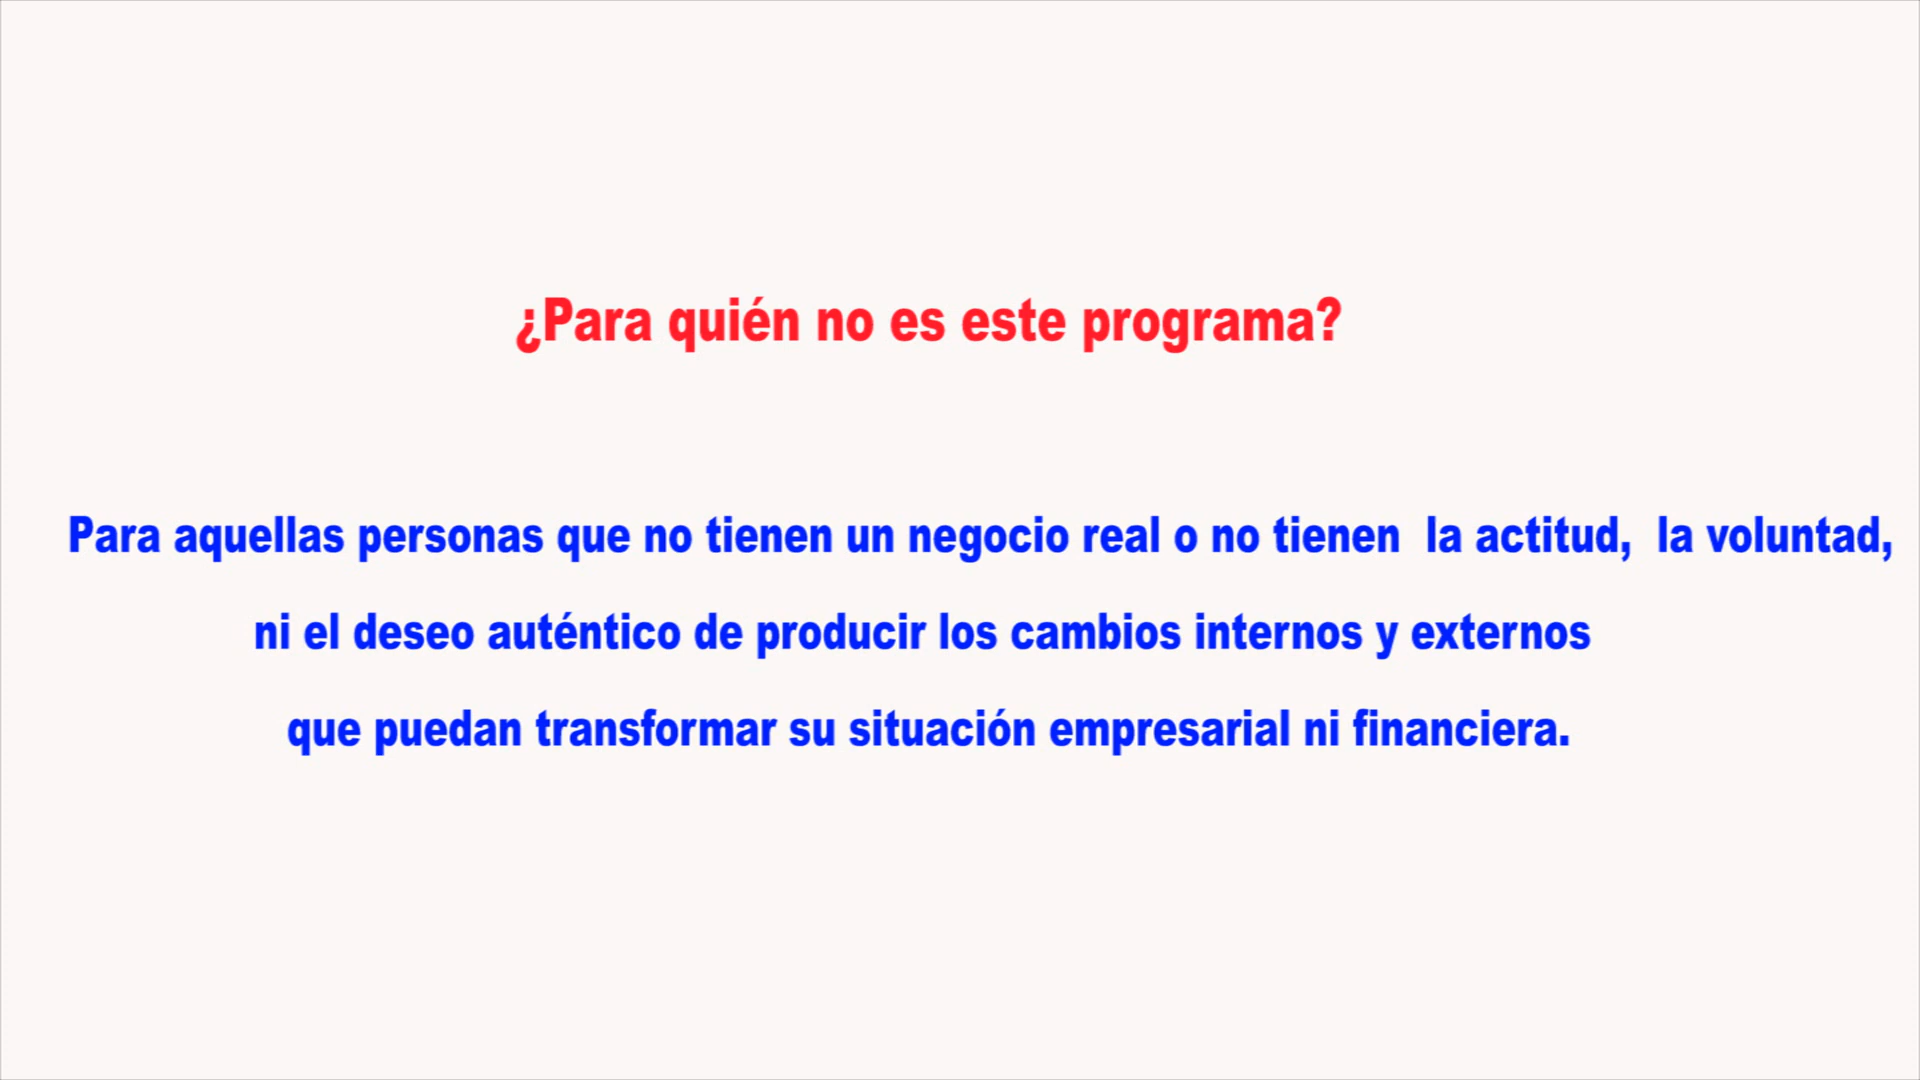 ¿Para quién no es este programa?
Para aquellas personas que no tienen un negocio real o no tienen  la actitud,  la voluntad,
ni el deseo auténtico de producir los cambios internos y externos
que puedan transformar su situación empresarial ni financiera.